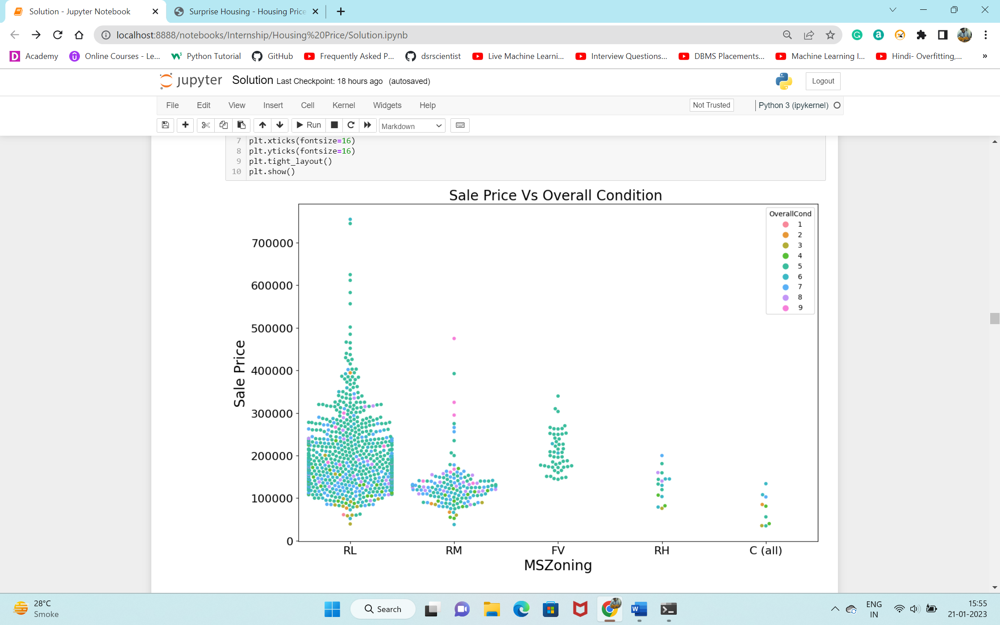 Solution - Jupyter Notebook
Surprise Housing - Housing Price
localhost:8888/notebooks/Internship/Housing%20Price/Solution.ipynb
Academy
Online Courses - Le...
Python Tutorial
GitHub
Frequently Asked P...
dsrscientist
Live Machine Learni...
Interview Questions...
DBMS Placements...
Machine Learning I...
Hindi- Overfitting,...
»
jupyter Solution Last Checkpoint: 18 hours ago (autosaved)
Logout
File Edit View Insert Cell Kernel Widgets Help
Not Trusted
Python 3 (ipykernel)
Run
Markdown
7 plt.xticks(fontsize=16)
8 plt.yticks(fontsize=16)
9 plt.tight_layout()
10 plt.show()
Sale Price Vs Overall Condition
OverallCond
1
2
3
4
5
6
7
8
9
700000
600000
500000
400000
300000
200000
100000
0
Sale Price
RL RM FV RH C (all)
MSZoning
28°C
Smoke
Search
ENG
IN
15:55
21-01-2023